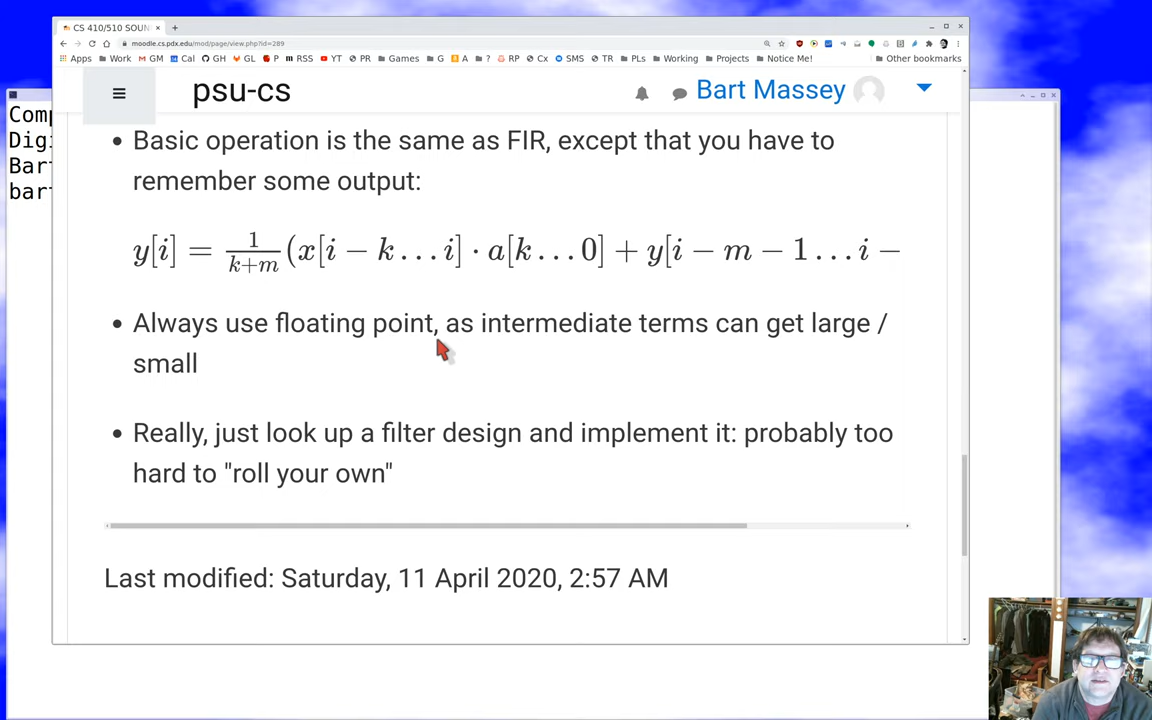 CS 410/510 SOUN
moodle.cs.pdx.edu/mod/page/view.php?id=289
Apps Work GM Cal GH GL P RSS YT PR Games G A ? RP Cx SMS TR PLs Working Projects Notice Me! Other bookmarks
psu-cs
Bart Massey
Comp
Digi
Bar
bar
• Basic operation is the same as FIR, except that you have to
remember some output:
y[i] = 1/(k+m) (x[i − k . . . i] · a[k . . . 0] + y[i − m − 1 . . . i −
• Always use floating point, as intermediate terms can get large /
small
• Really, just look up a filter design and implement it: probably too
hard to "roll your own"
Last modified: Saturday, 11 April 2020, 2:57 AM